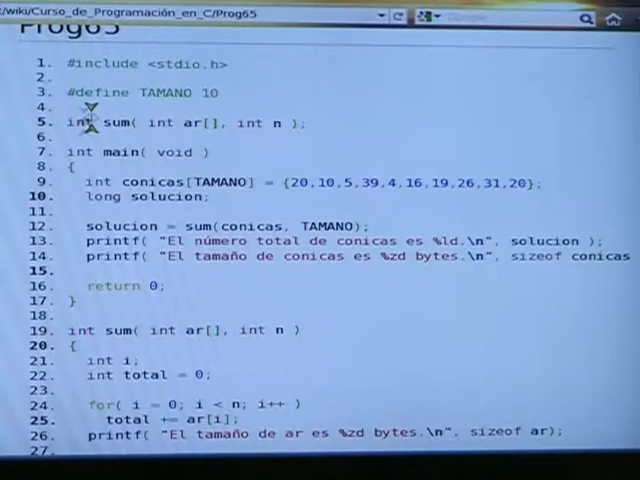 /wiki/Curso_de_Programación_en_C/Prog65
Prog65
1. #include <stdio.h>
2.
3. #define TAMANO 10
4.
5. int sum( int ar[], int n );
6.
7. int main( void )
8. {
9. int conicas[TAMANO] = {20,10,5,39,4,16,19,26,31,20};
10. long solucion;
11.
12. solucion = sum(conicas, TAMANO);
13. printf( "El número total de conicas es %ld.\n", solucion );
14. printf( "El tamaño de conicas es %zd bytes.\n", sizeof conicas
15.
16. return 0;
17. }
18.
19. int sum( int ar[], int n )
20. {
21. int i;
22. int total = 0;
23.
24. for( i = 0; i < n; i++ )
25. total += ar[i];
26. printf( "El tamaño de ar es %zd bytes.\n", sizeof ar);
27.